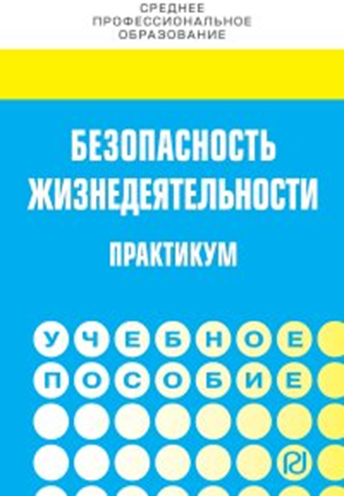 СРЕДНЕЕ
ПРОФЕССИОНАЛЬНОЕ
ОБРАЗОВАНИЕ
БЕЗОПАСНОСТЬ
ЖИЗНЕДЕЯТЕЛЬНОСТИ
ПРАКТИКУМ
УЧЕБНОЕ
ПОСОБИЕ